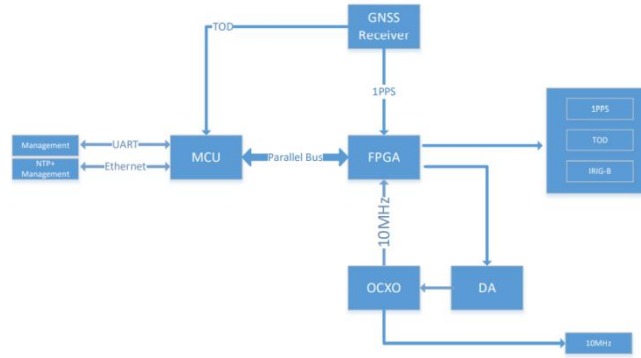 GNSS
Receiver
TOD
1PPS
1PPS
TOD
IRIG-B
Management
UART
MCU
Parallel Bus
FPGA
NTP+
Management
Ethernet
10MHz
OCXO
DA
10MHz